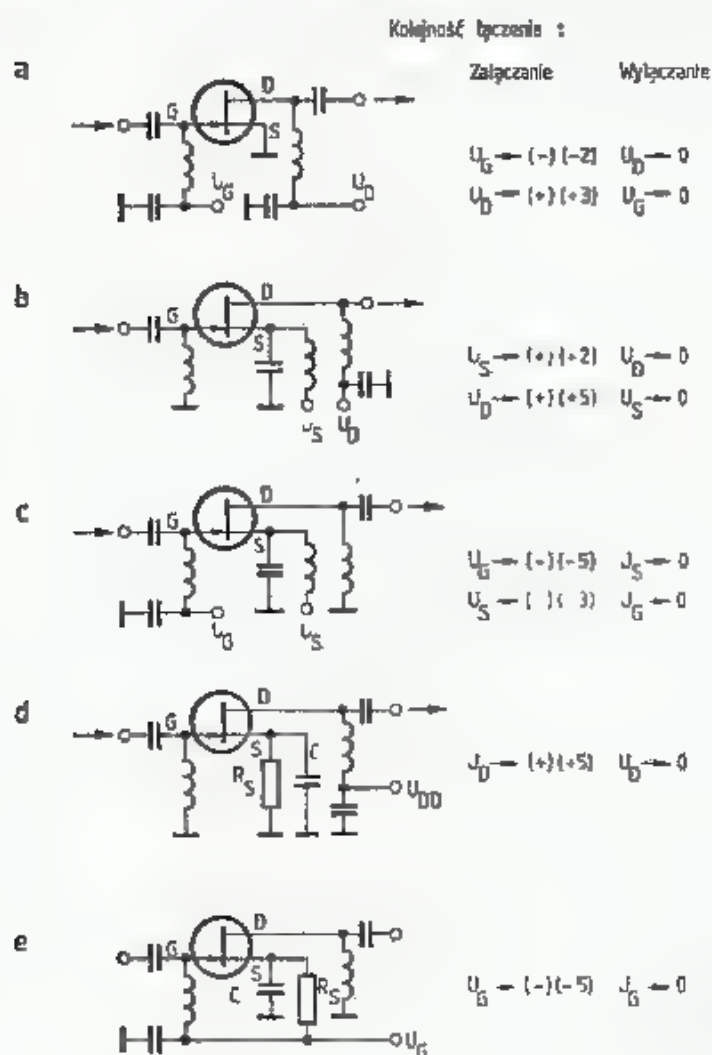 Kolejność łączenia :
Załączanie Wyłączanie
a
G D S
U_G U_D
U_G → (-)(-2) U_D → 0
U_D → (+)(+3) U_G → 0
b
G D S
U_S U_D
U_S → (+)(+2) U_D → 0
U_D → (+)(+5) U_S → 0
c
G D S
U_G U_S
U_G → (-)(-5) U_S → 0
U_S → ( )( 3) U_G → 0
d
G D S
R_S C
U_DD
U_D → (+)(+5) U_D → 0
e
G D S
C R_S
U_G
U_G → (-)(-5) U_G → 0